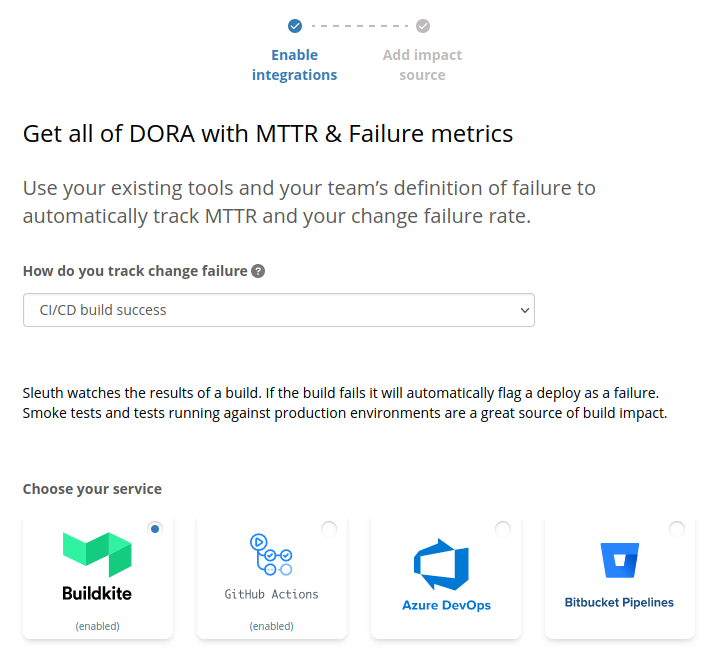 Enable
integrations
Add impact
source
Get all of DORA with MTTR & Failure metrics
Use your existing tools and your team's definition of failure to
automatically track MTTR and your change failure rate.
How do you track change failure ?
CI/CD build success
Sleuth watches the results of a build. If the build fails it will automatically flag a deploy as a failure.
Smoke tests and tests running against production environments are a great source of build impact.
Choose your service
Buildkite
(enabled)
GitHub Actions
(enabled)
Azure DevOps
Bitbucket Pipelines